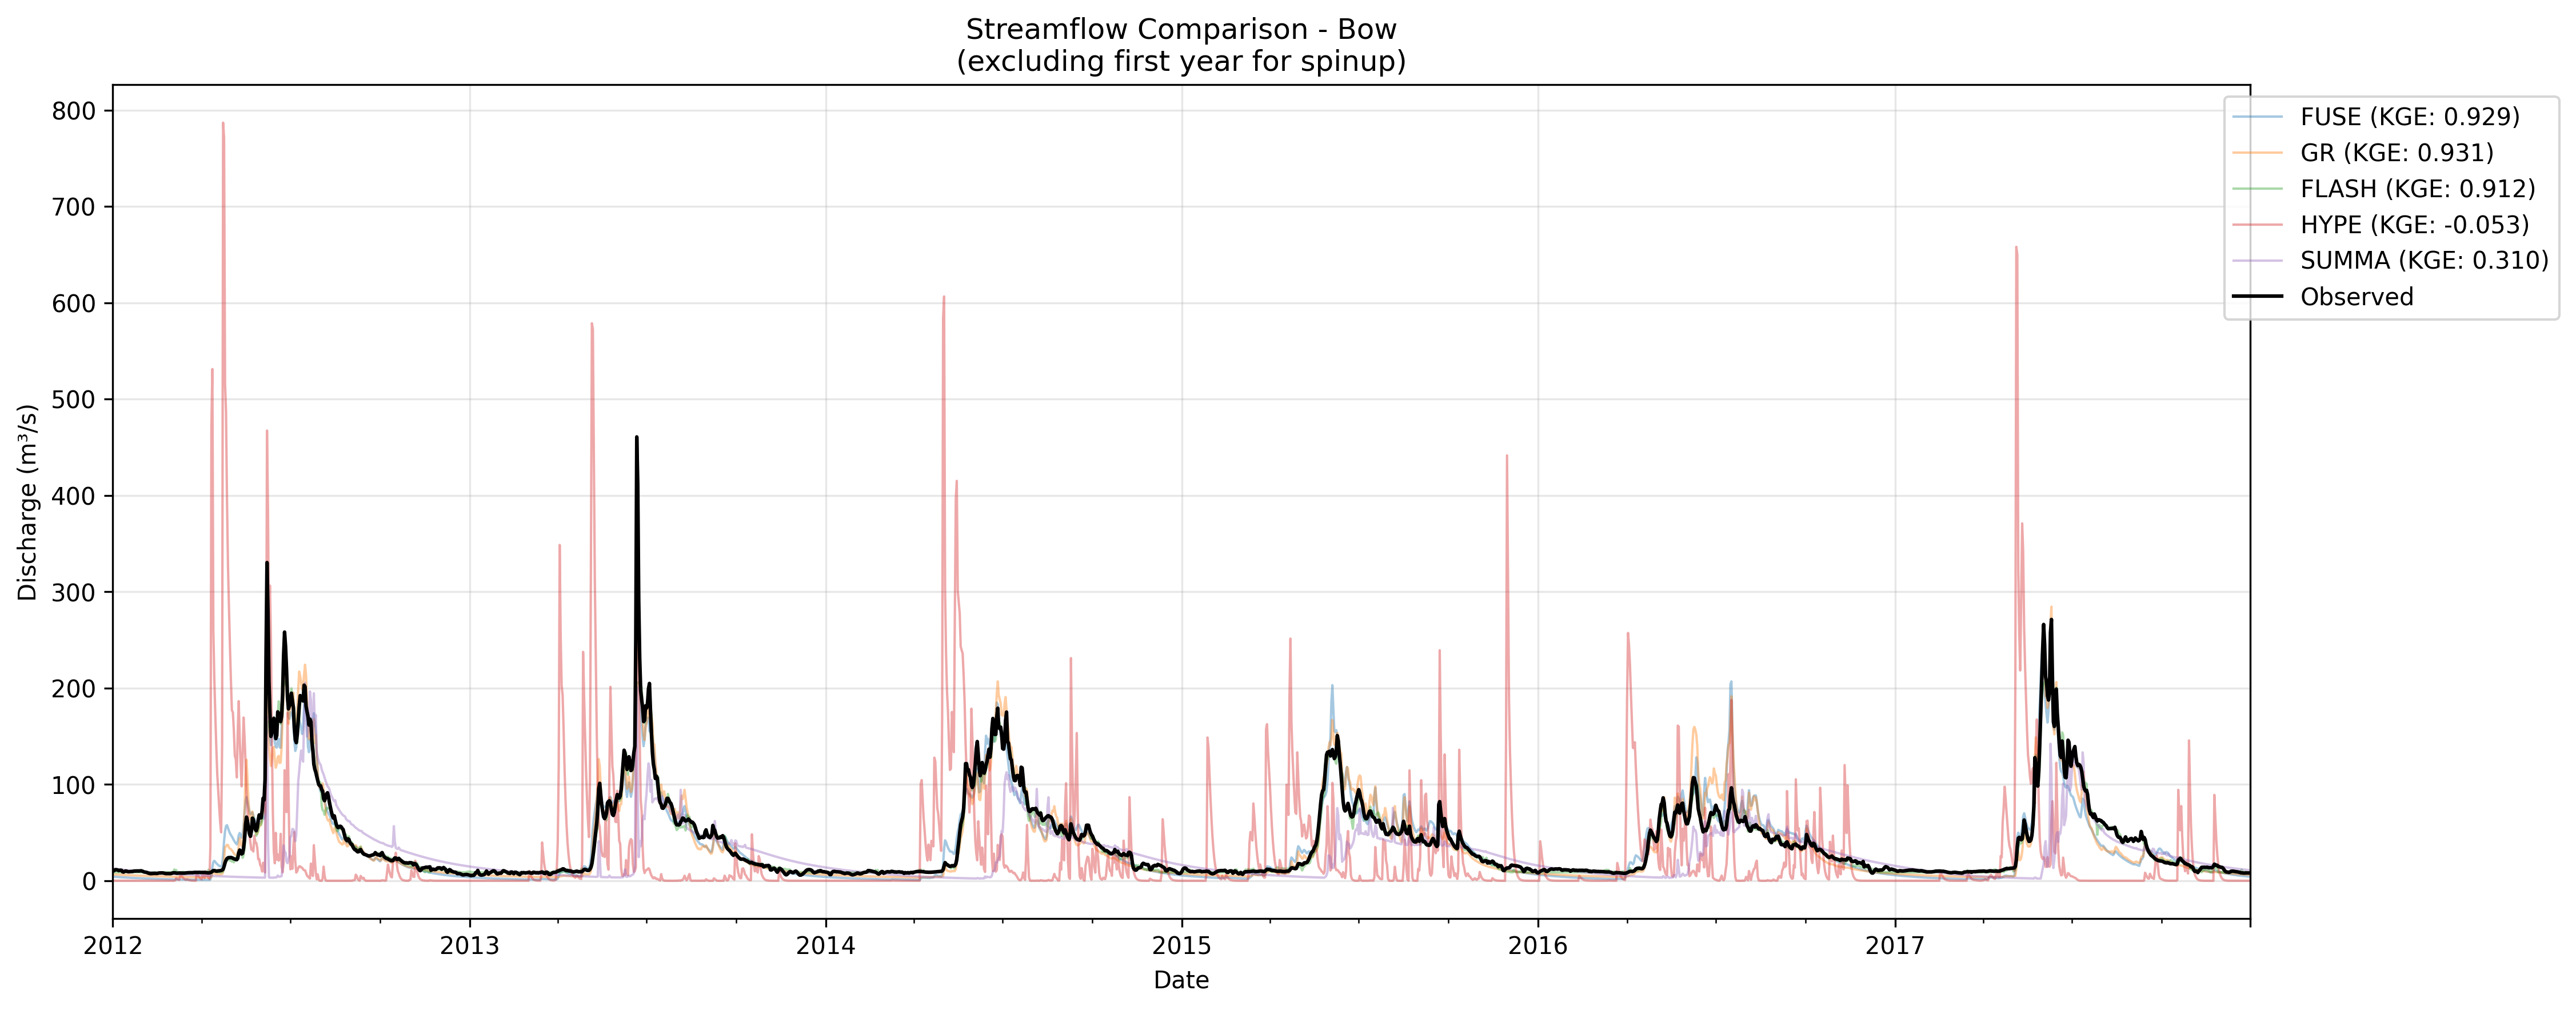 Streamflow Comparison - Bow
(excluding first year for spinup)
800
700
600
500
400
300
200
100
0
Discharge (m³/s)
2012
2013
2014
2015
2016
2017
Date
FUSE (KGE: 0.929)
GR (KGE: 0.931)
FLASH (KGE: 0.912)
HYPE (KGE: -0.053)
SUMMA (KGE: 0.310)
Observed